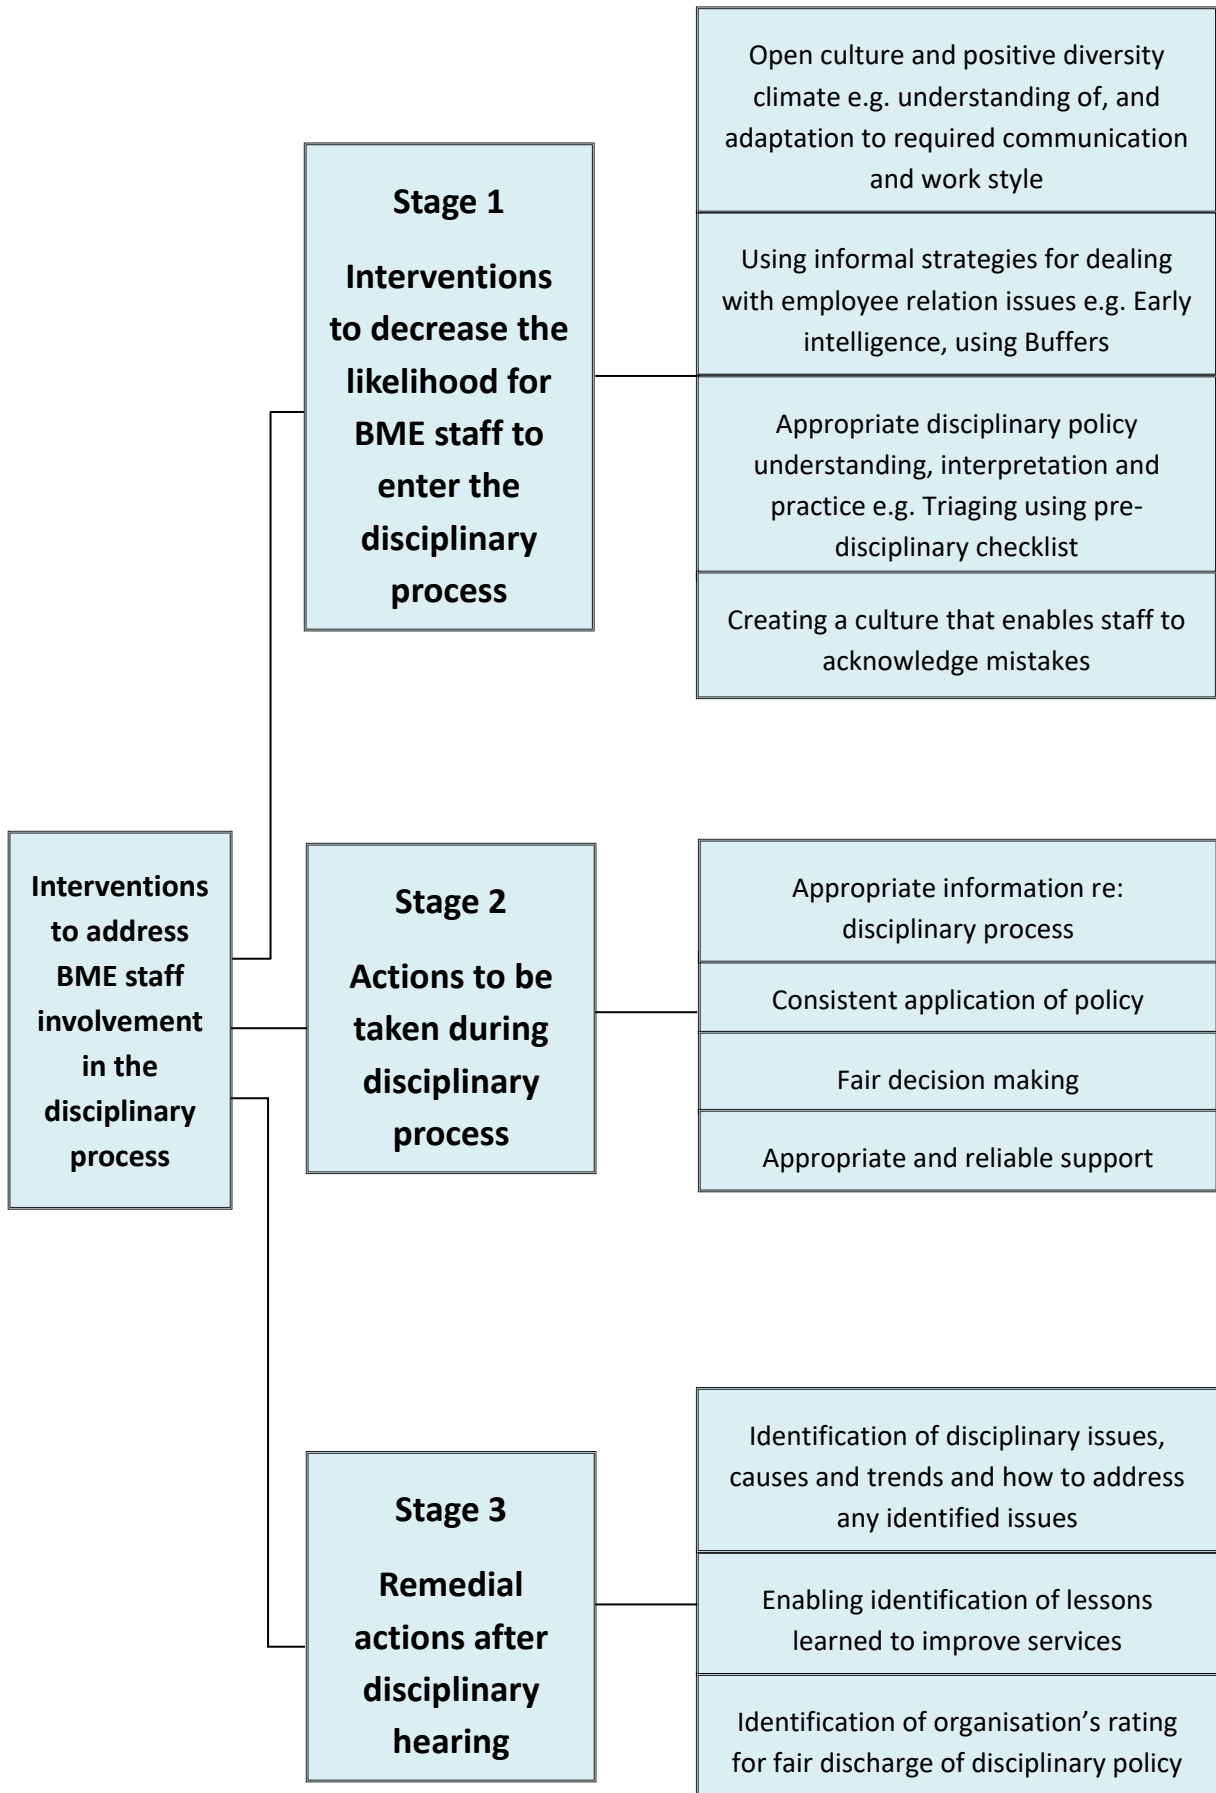 Interventions
to address
BME staff
involvement
in the
disciplinary
process
Stage 1
Interventions
to decrease the
likelihood for
BME staff to
enter the
disciplinary
process
Open culture and positive diversity
climate e.g. understanding of, and
adaptation to required communication
and work style
Using informal strategies for dealing
with employee relation issues e.g. Early
intelligence, using Buffers
Appropriate disciplinary policy
understanding, interpretation and
practice e.g. Triaging using pre-
disciplinary checklist
Creating a culture that enables staff to
acknowledge mistakes
Stage 2
Actions to be
taken during
disciplinary
process
Appropriate information re:
disciplinary process
Consistent application of policy
Fair decision making
Appropriate and reliable support
Stage 3
Remedial
actions after
disciplinary
hearing
Identification of disciplinary issues,
causes and trends and how to address
any identified issues
Enabling identification of lessons
learned to improve services
Identification of organisation’s rating
for fair discharge of disciplinary policy